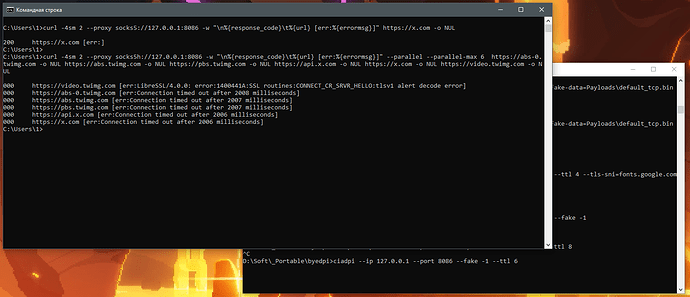 Командная строка
C:\Users\1>curl -4sm 2 --proxy socks5://127.0.0.1:8086 -w "\n%{response_code}\t%{url} [err:%{errormsg}]" https://x.com -o NUL
200 https://x.com [err:]
C:\Users\1>
C:\Users\1>curl -4sm 2 --proxy socks5h://127.0.0.1:8086 -w "\n%{response_code}\t%{url} [err:%{errormsg}]" --parallel --parallel-max 6 https://abs-0.
twimg.com -o NUL https://abs.twimg.com -o NUL https://pbs.twimg.com -o NUL https://api.x.com -o NUL https://x.com -o NUL https://video.twimg.com -o N
UL
000 https://video.twimg.com [err:LibreSSL/4.0.0: error:1400441A:SSL routines:CONNECT_CR_SRVR_HELLO:tlsv1 alert decode error]
000 https://abs-0.twimg.com [err:Connection timed out after 2008 milliseconds]
000 https://abs.twimg.com [err:Connection timed out after 2007 milliseconds]
000 https://pbs.twimg.com [err:Connection timed out after 2007 milliseconds]
000 https://api.x.com [err:Connection timed out after 2006 milliseconds]
000 https://x.com [err:Connection timed out after 2006 milliseconds]
C:\Users\1>
ake-data=Payloads\default_tcp.bin
ake-data=Payloads\default_tcp.bin
--ttl 4 --tls-sni=fonts.google.com
--fake -1
--ttl 8
^C
D:\Soft\_Portable\byedpi>ciadpi --ip 127.0.0.1 --port 8086 --fake -1 --ttl 6